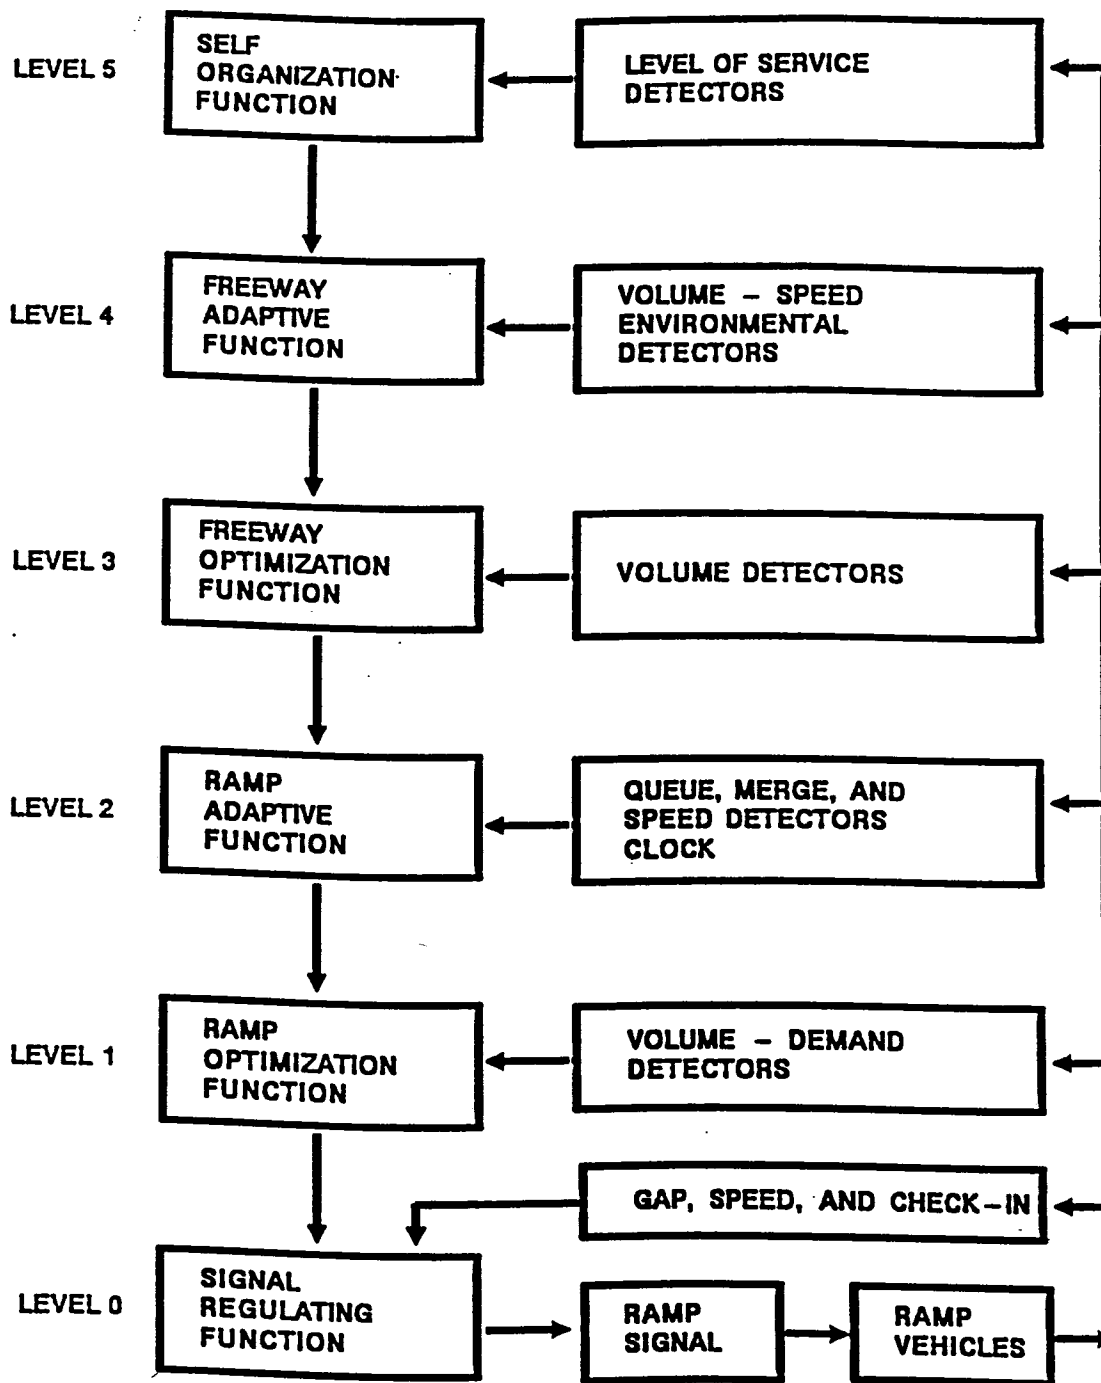 LEVEL 5
SELF
ORGANIZATION
FUNCTION
LEVEL OF SERVICE
DETECTORS
LEVEL 4
FREEWAY
ADAPTIVE
FUNCTION
VOLUME – SPEED
ENVIRONMENTAL
DETECTORS
LEVEL 3
FREEWAY
OPTIMIZATION
FUNCTION
VOLUME DETECTORS
LEVEL 2
RAMP
ADAPTIVE
FUNCTION
QUEUE, MERGE, AND
SPEED DETECTORS
CLOCK
LEVEL 1
RAMP
OPTIMIZATION
FUNCTION
VOLUME – DEMAND
DETECTORS
GAP, SPEED, AND CHECK–IN
LEVEL 0
SIGNAL
REGULATING
FUNCTION
RAMP
SIGNAL
RAMP
VEHICLES